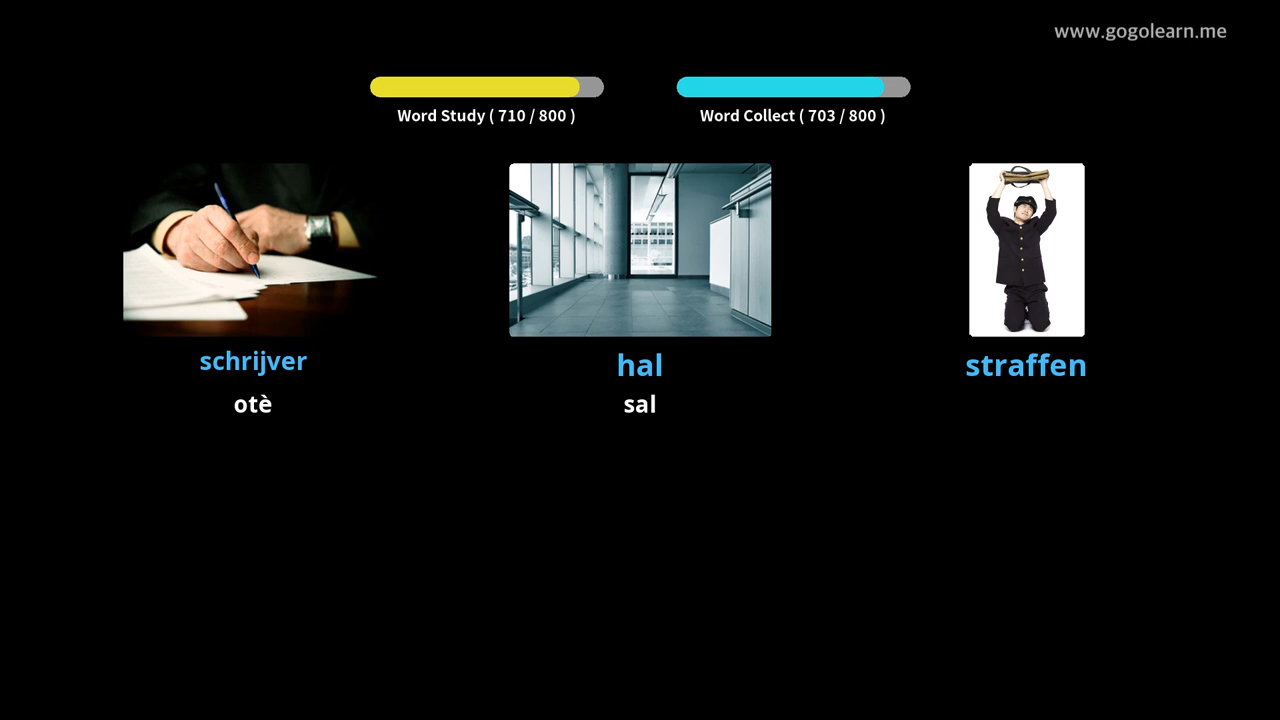 www.gogolearn.me
Word Study ( 710 / 800 )
Word Collect ( 703 / 800 )
schrijver
hal
straffen
otè
sal